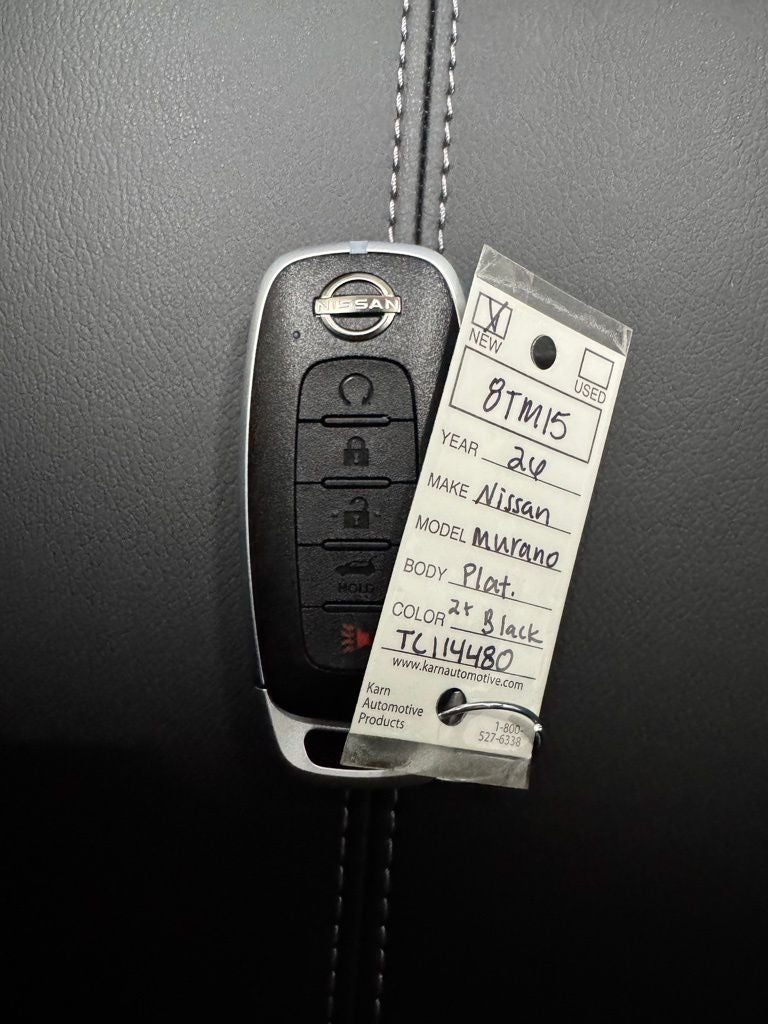 NISSAN
HOLD
X
NEW
USED
8TM15
YEAR 26
MAKE Nissan
MODEL Murano
BODY Plat.
COLOR 2T Black
TC114480
www.karnautomotive.com
Karn
Automotive
Products
1-800-
527-6338